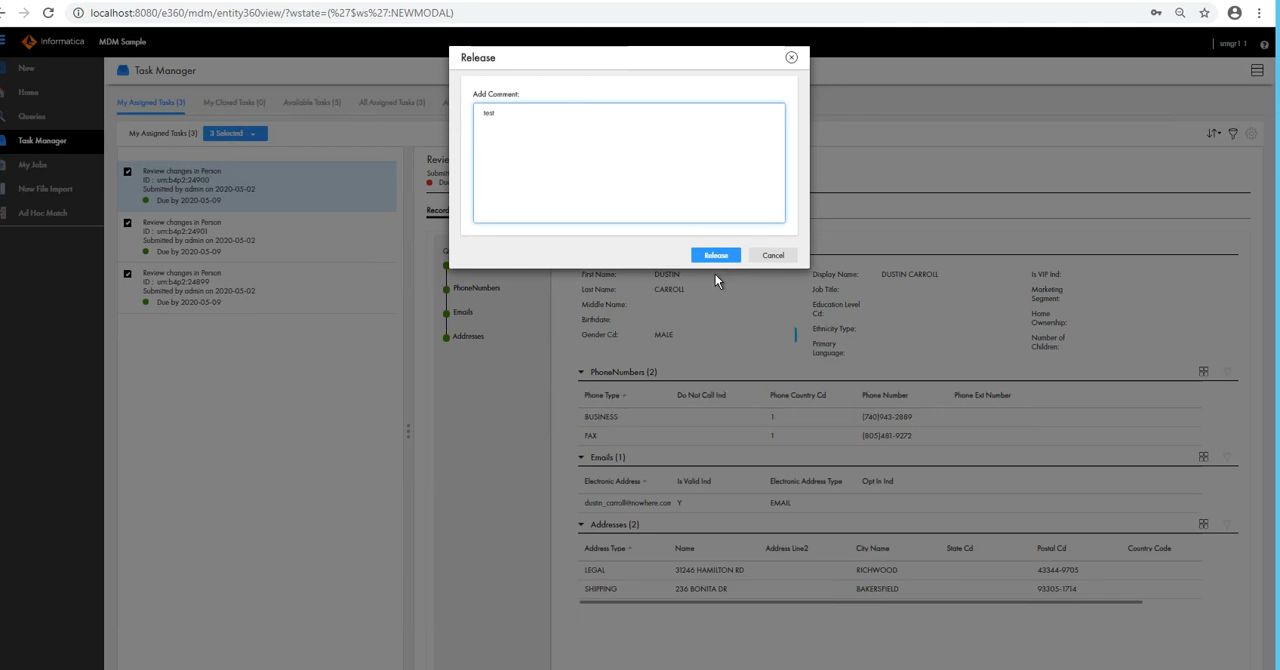 localhost:8080/e360/mdm/entity360view/?wstate=(%27$ws%27:NEWMODAL)
Informatica MDM Sample
smgr1 1
New
Home
Queries
Task Manager
My Jobs
New File Import
Ad Hoc Match
Task Manager
My Assigned Tasks (3) My Claimed Tasks (0) Available Tasks (5) All Assigned Tasks (3)
My Assigned Tasks (3) 3 Selected
Review changes in Person
ID : urn:b4p2:24900
Submitted by admin on 2020-05-02
Due by 2020-05-09
Review changes in Person
ID : urn:b4p2:24901
Submitted by admin on 2020-05-02
Due by 2020-05-09
Review changes in Person
ID : urn:b4p2:24899
Submitted by admin on 2020-05-02
Due by 2020-05-09
Release
Add Comment:
test
Release Cancel
PhoneNumbers
Emails
Addresses
First Name: DUSTIN
Last Name: CARROLL
Middle Name:
Birthdate:
Gender Cd: MALE
Display Name: DUSTIN CARROLL
Job Title:
Education Level
Cd:
Ethnicity Type:
Primary
Language:
Is VIP Ind:
Marketing
Segment:
Home
Ownership:
Number of
Children:
PhoneNumbers (2)
Phone Type Do Not Call Ind Phone Country Cd Phone Number Phone Ext Number
BUSINESS 1 (740)943-2889
FAX 1 (805)481-9272
Emails (1)
Electronic Address Is Valid Ind Electronic Address Type Opt In Ind
dustin_carroll@nowhere.com Y EMAIL
Addresses (2)
Address Type Name Address Line2 City Name State Cd Postal Cd Country Code
LEGAL 31246 HAMILTON RD RICHWOOD 43344-9705
SHIPPING 236 BONITA DR BAKERSFIELD 93305-1714